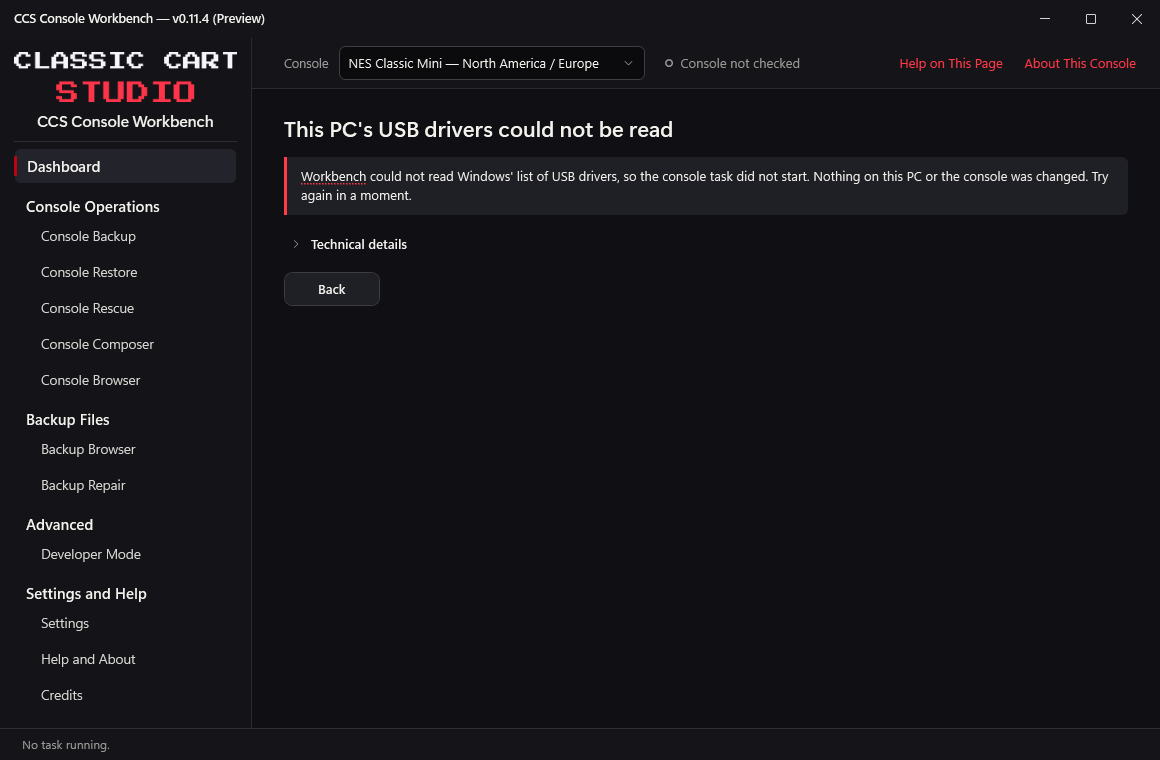 CCS Console Workbench — v0.11.4 (Preview)
CLASSIC CART
STUDIO
CCS Console Workbench
Dashboard
Console Operations
Console Backup
Console Restore
Console Rescue
Console Composer
Console Browser
Backup Files
Backup Browser
Backup Repair
Advanced
Developer Mode
Settings and Help
Settings
Help and About
Credits
Console NES Classic Mini — North America / Europe Console not checked Help on This Page About This Console
This PC's USB drivers could not be read
Workbench could not read Windows' list of USB drivers, so the console task did not start. Nothing on this PC or the console was changed. Try
again in a moment.
Technical details
Back
No task running.